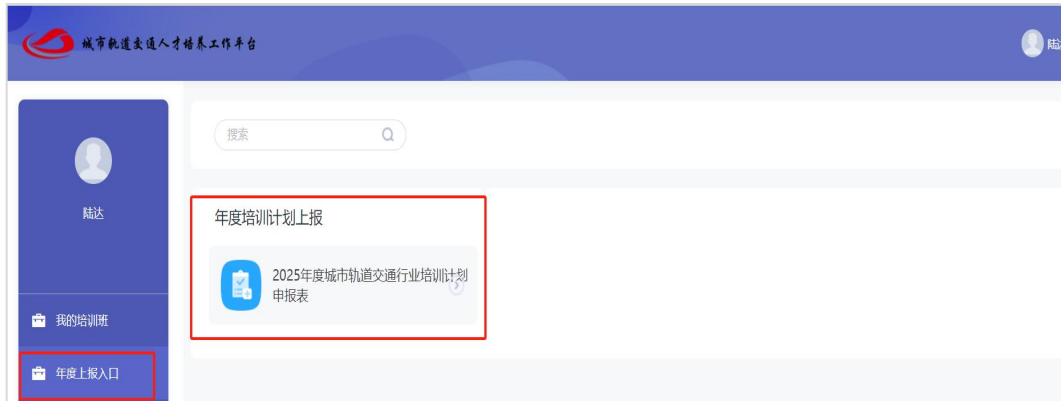 城市轨道交通人才培养工作平台
陆达
搜索
陆达
年度培训计划上报
2025年度城市轨道交通行业培训计划
申报表
我的培训班
年度上报入口